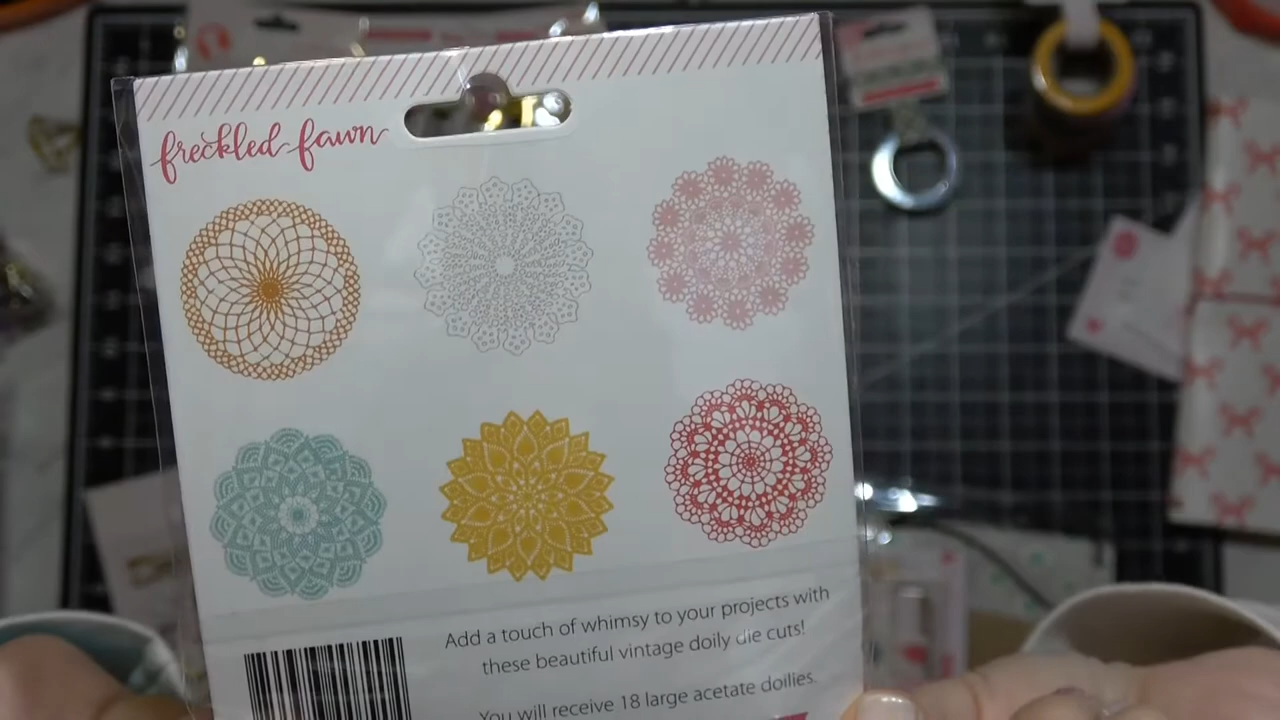 freckled fawn
Add a touch of whimsy to your projects with
these beautiful vintage doily die cuts!
You will receive 18 large acetate doilies.